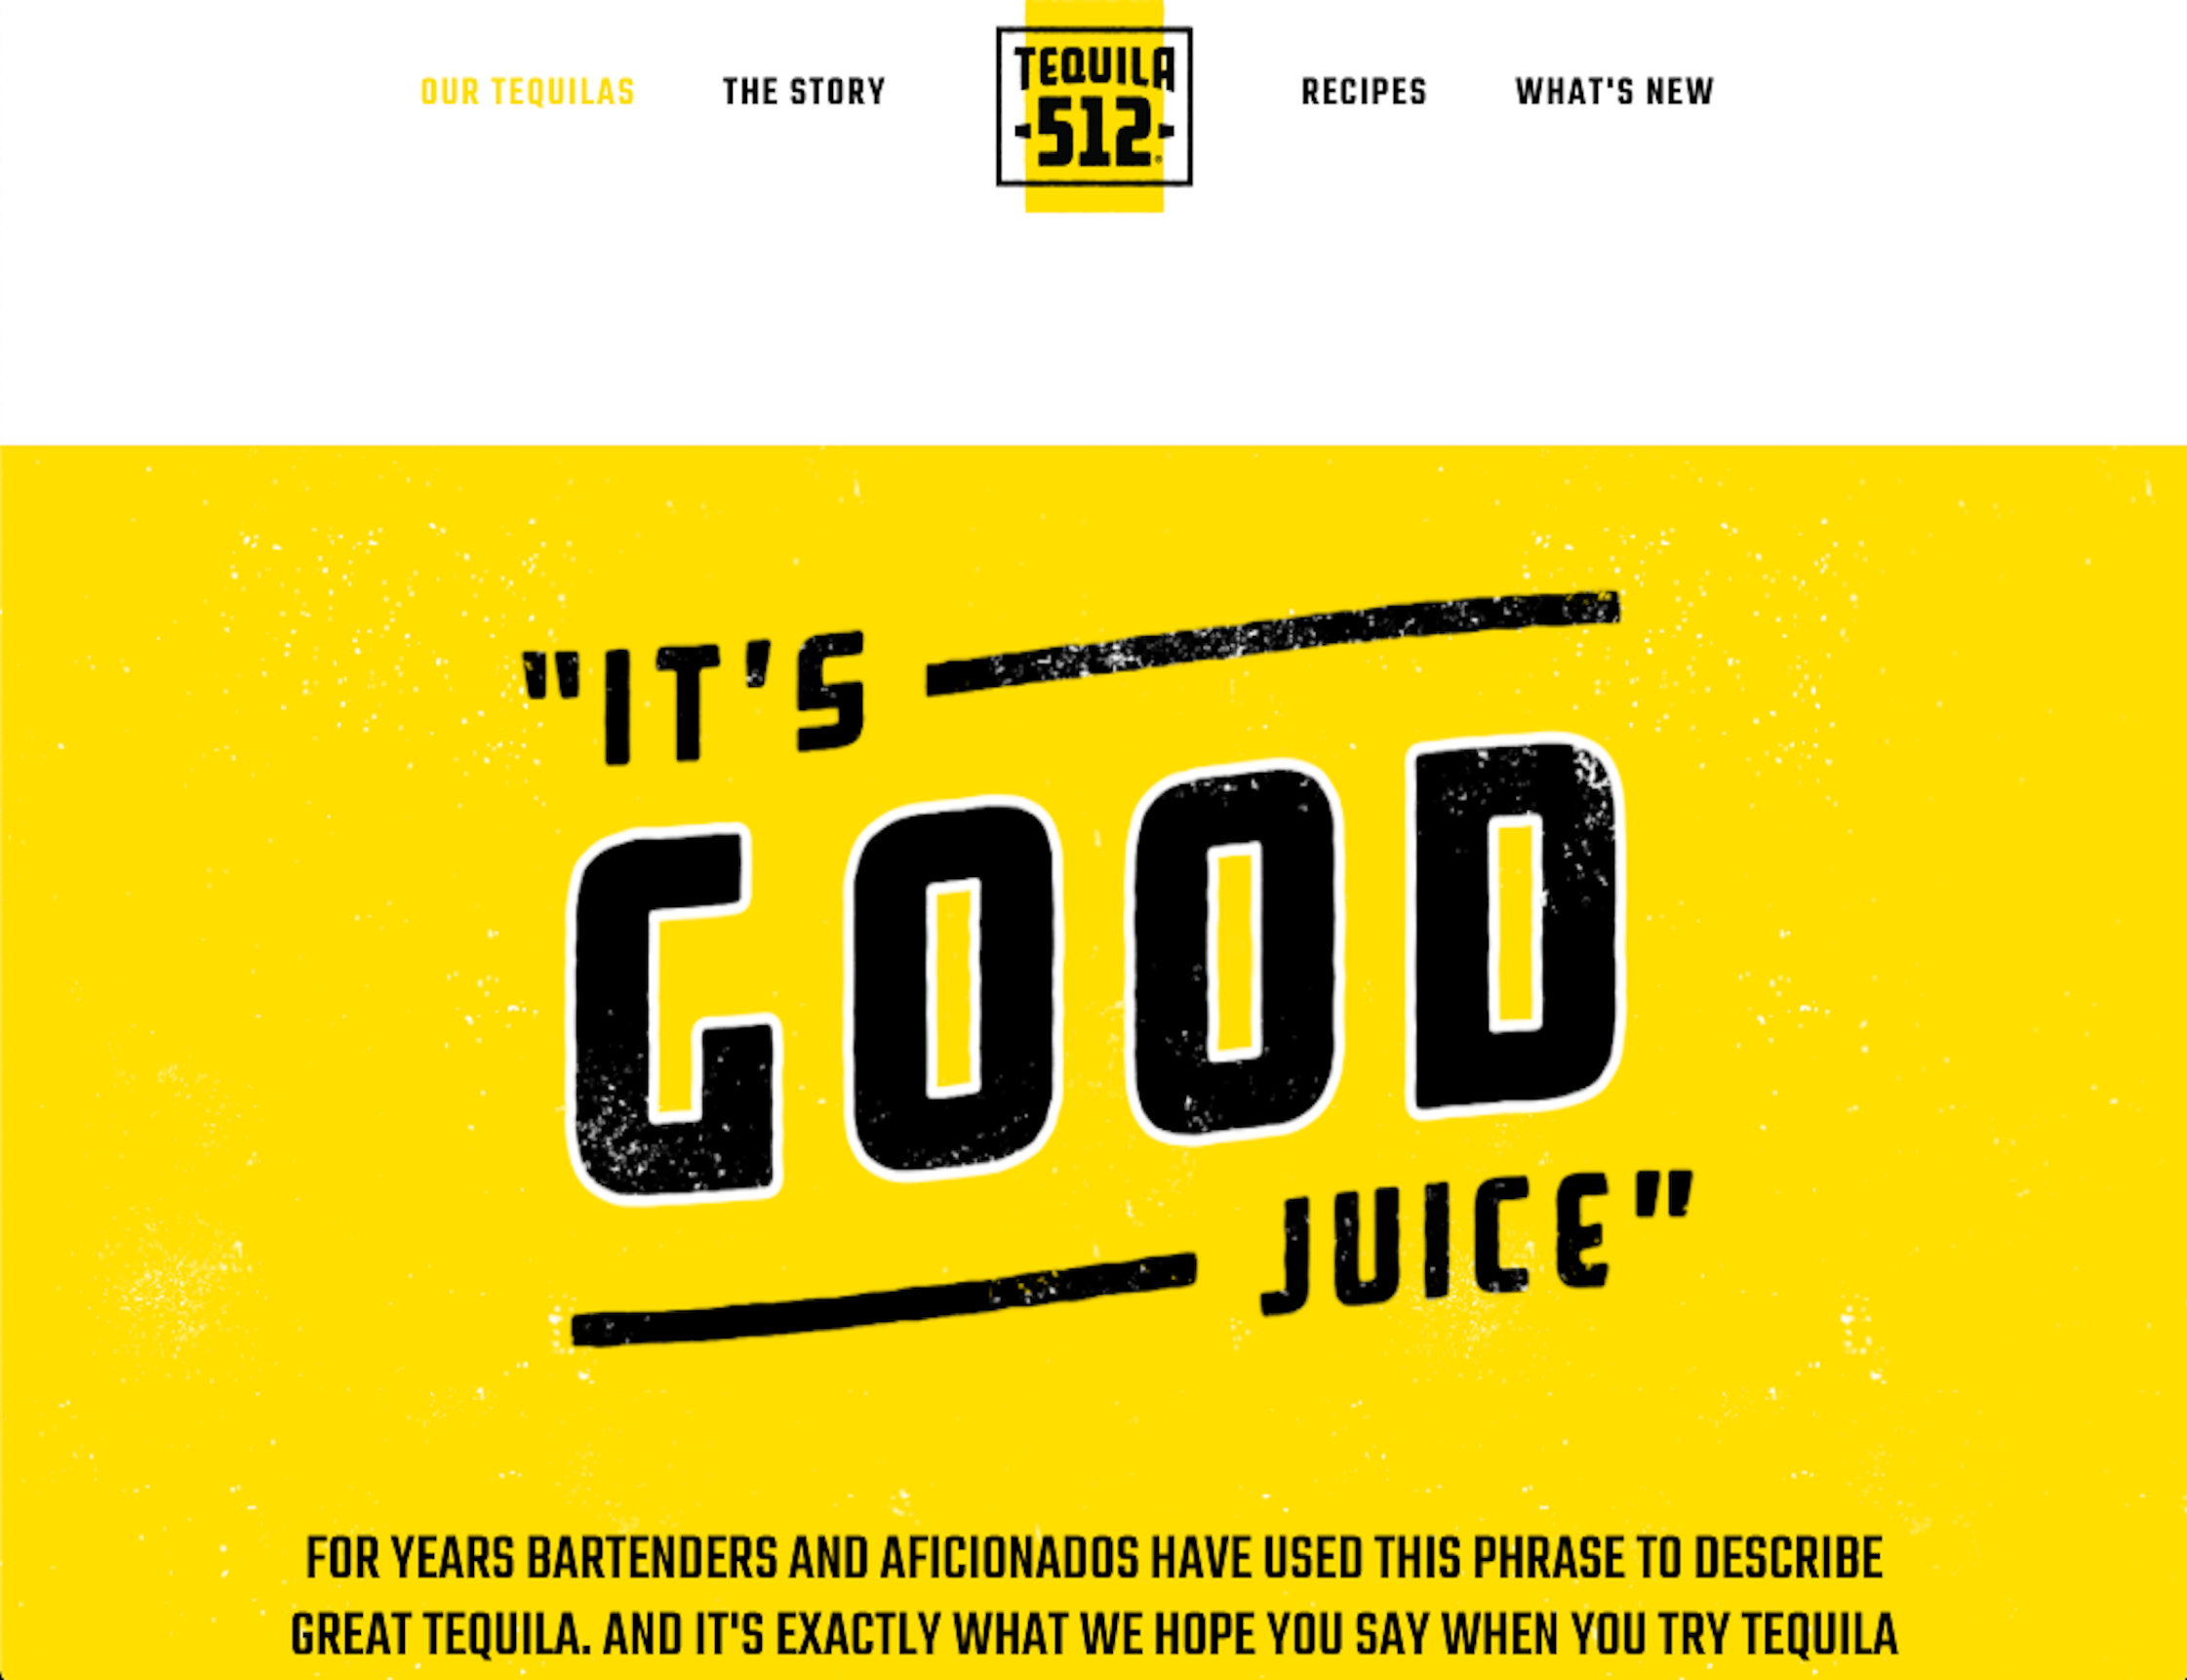 OUR TEQUILAS THE STORY TEQUILA 512® RECIPES WHAT'S NEW
"IT'S
GOOD
JUICE"
FOR YEARS BARTENDERS AND AFICIONADOS HAVE USED THIS PHRASE TO DESCRIBE
GREAT TEQUILA. AND IT'S EXACTLY WHAT WE HOPE YOU SAY WHEN YOU TRY TEQUILA